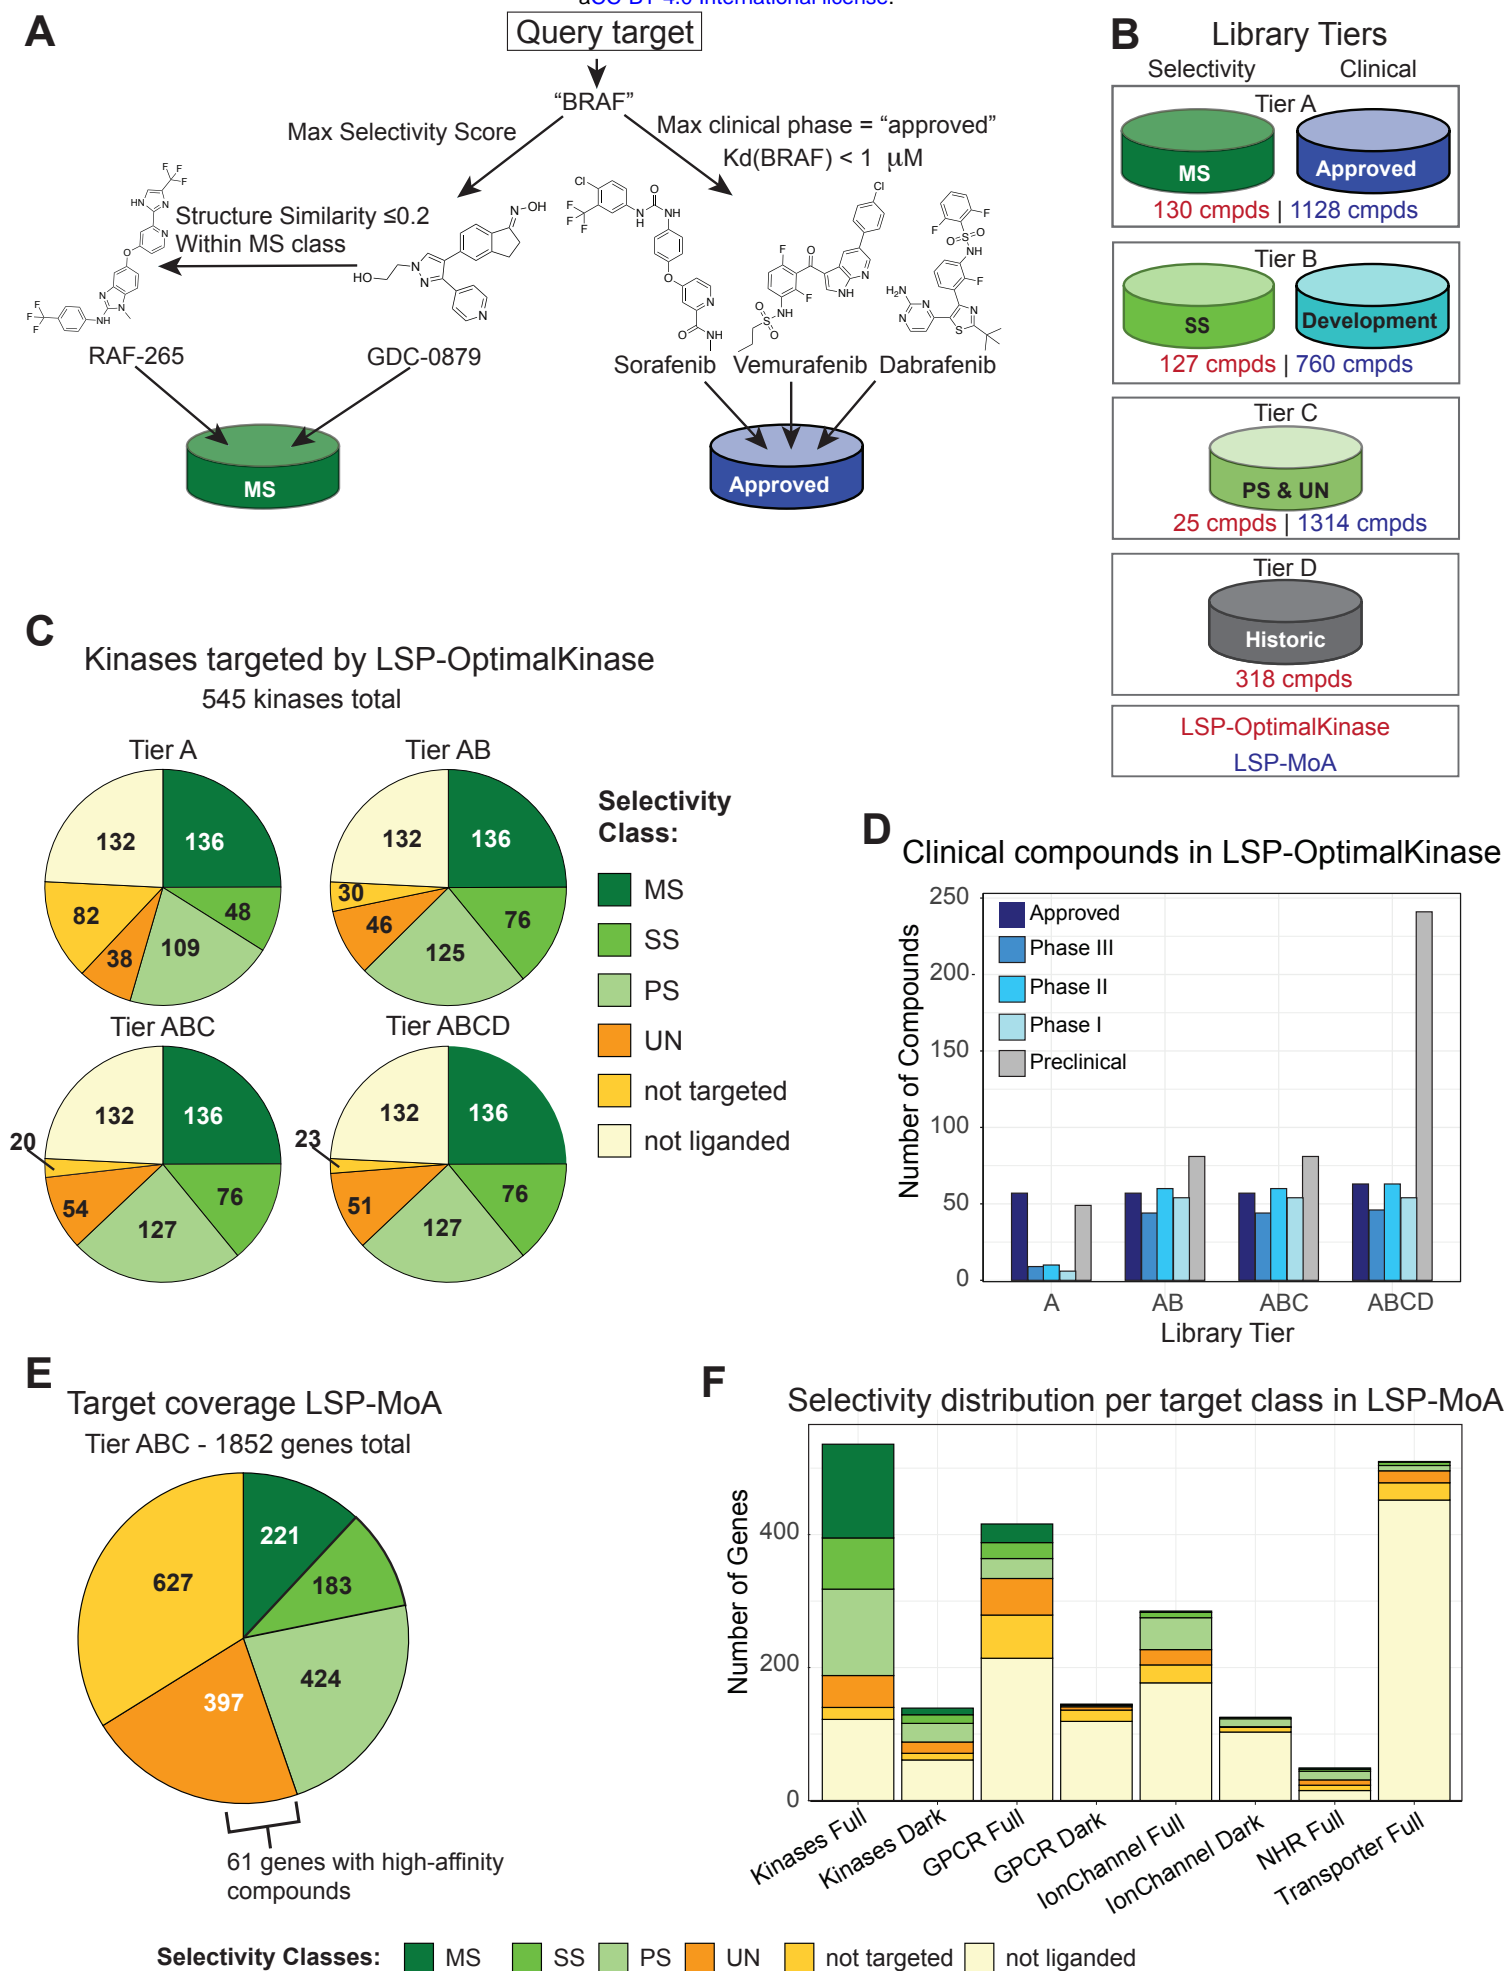 aCC-BY 4.0 International license.
A
Query target
“BRAF”
Max Selectivity Score
Max clinical phase = “approved”
Kd(BRAF) < 1 μM
Structure Similarity ≤0.2
Within MS class
RAF-265
GDC-0879
Sorafenib
Vemurafenib
Dabrafenib
MS
Approved
B
Library Tiers
Selectivity
Clinical
Tier A
MS
Approved
130 cmpds | 1128 cmpds
Tier B
SS
Development
127 cmpds | 760 cmpds
Tier C
PS & UN
25 cmpds | 1314 cmpds
Tier D
Historic
318 cmpds
LSP-OptimalKinase
LSP-MoA
C
Kinases targeted by LSP-OptimalKinase
545 kinases total
Tier A
132
136
82
48
38
109
Tier AB
132
136
30
46
76
125
Tier ABC
132
136
20
54
76
127
Tier ABCD
132
136
23
51
76
127
Selectivity
Class:
MS
SS
PS
UN
not targeted
not liganded
D
Clinical compounds in LSP-OptimalKinase
Number of Compounds
250
200
150
100
50
0
Approved
Phase III
Phase II
Phase I
Preclinical
A
AB
ABC
ABCD
Library Tier
E
Target coverage LSP-MoA
Tier ABC - 1852 genes total
221
183
627
424
397
61 genes with high-affinity
compounds
F
Selectivity distribution per target class in LSP-MoA
Number of Genes
400
200
0
Kinases Full
Kinases Dark
GPCR Full
GPCR Dark
IonChannel Full
IonChannel Dark
NHR Full
Transporter Full
Selectivity Classes:
MS
SS
PS
UN
not targeted
not liganded